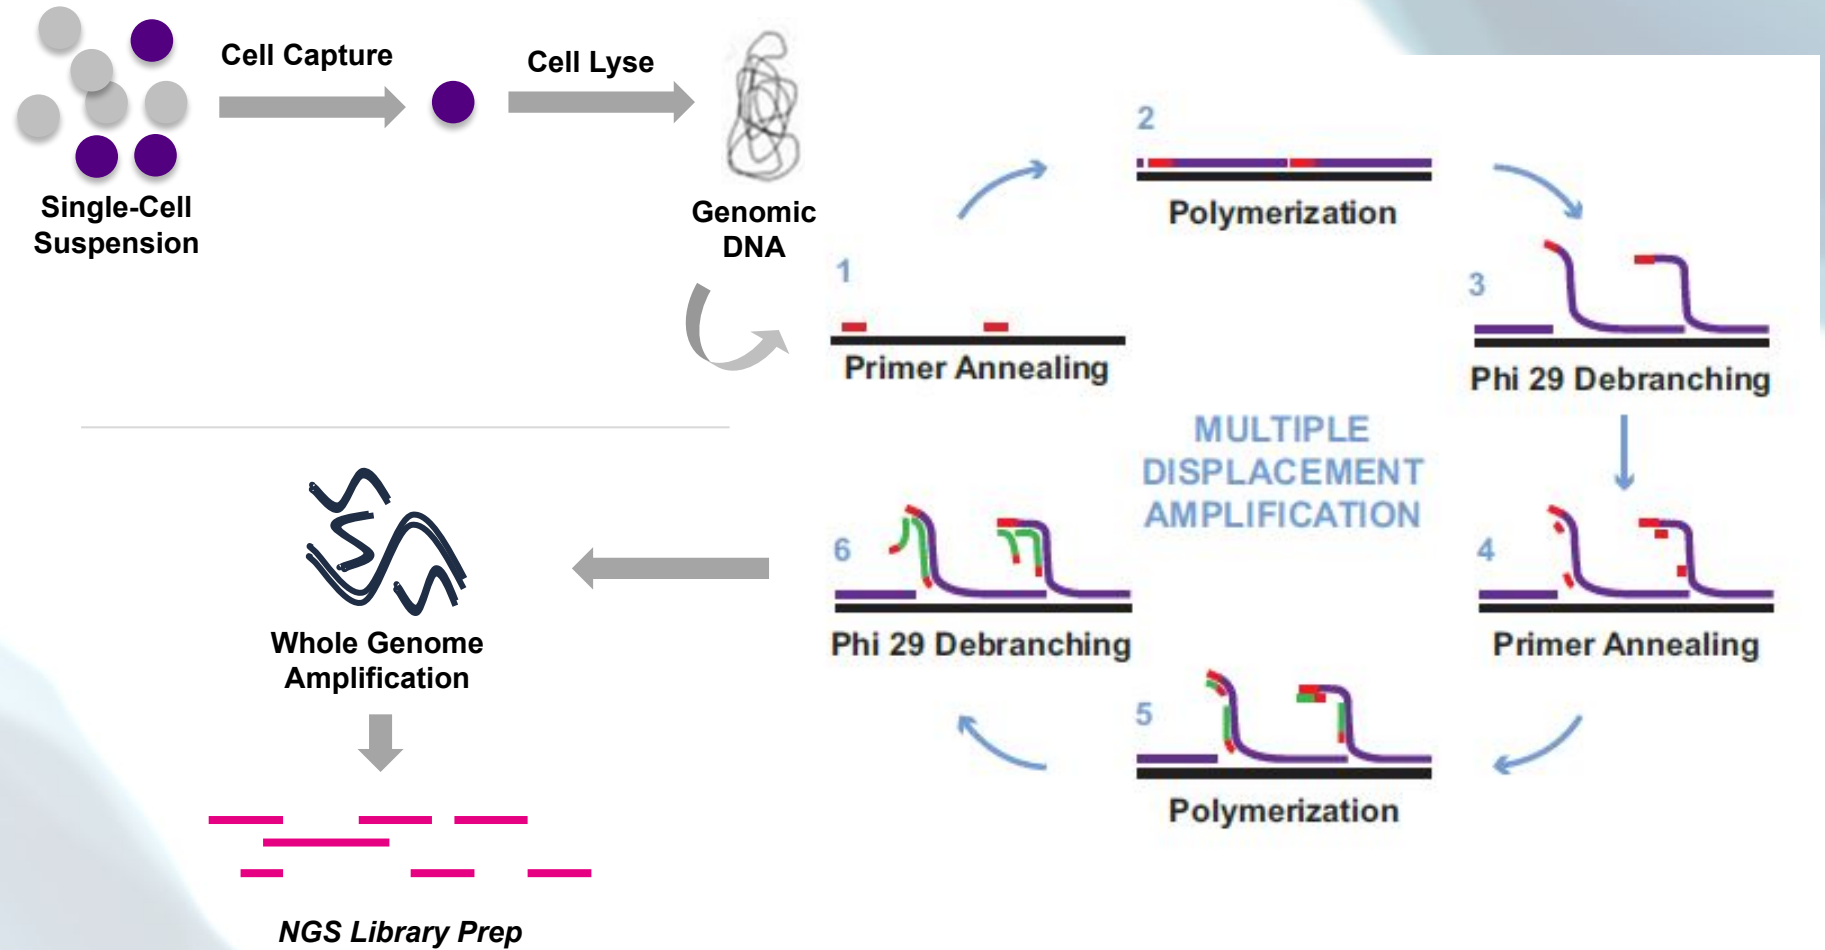 Cell Capture
Cell Lyse
Single-Cell
Suspension
Genomic
DNA
1
Primer Annealing
2
Polymerization
3
Phi 29 Debranching
MULTIPLE
DISPLACEMENT
AMPLIFICATION
4
Primer Annealing
5
Polymerization
6
Phi 29 Debranching
Whole Genome
Amplification
NGS Library Prep